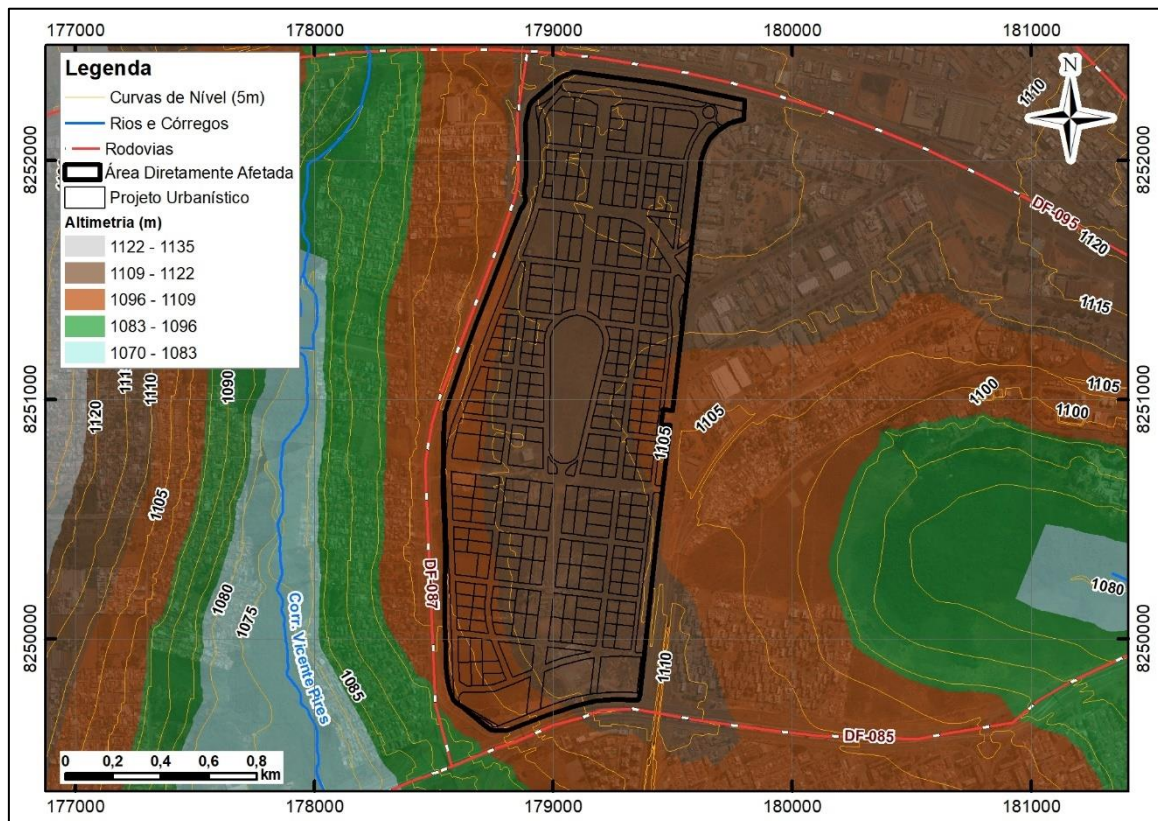 177000 178000 179000 180000 181000
Legenda
Curvas de Nível (5m)
Rios e Córregos
Rodovias
Área Diretamente Afetada
Projeto Urbanístico
Altimetria (m)
1122 - 1135
1109 - 1122
1096 - 1109
1083 - 1096
1070 - 1083
N
1110
8252000
8252000
DF-095
1120
1115
1105
1100
1100
8251000
8251000
1120
1110
1090
1105
1105
1105
DF-087
1080
1075
Corr. Vicente Pires
1085
1080
8250000
8250000
1110
DF-085
0 0,2 0,4 0,6 0,8
km
177000 178000 179000 180000 181000